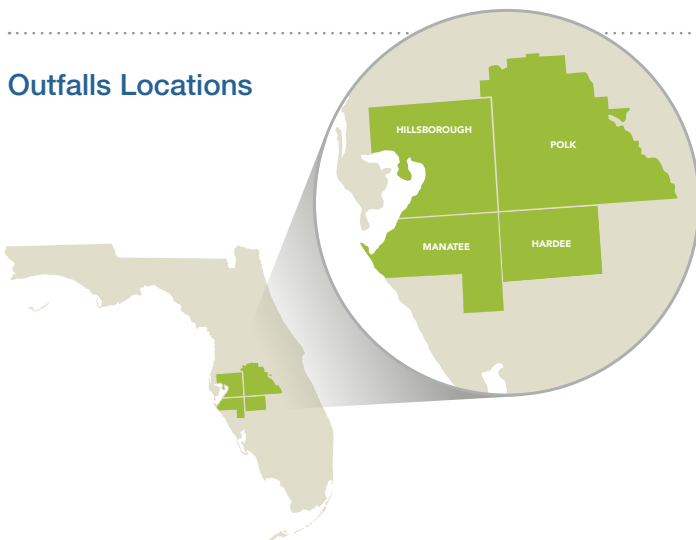 Outfalls Locations
HILLSBOROUGH
POLK
MANATEE
HARDEE